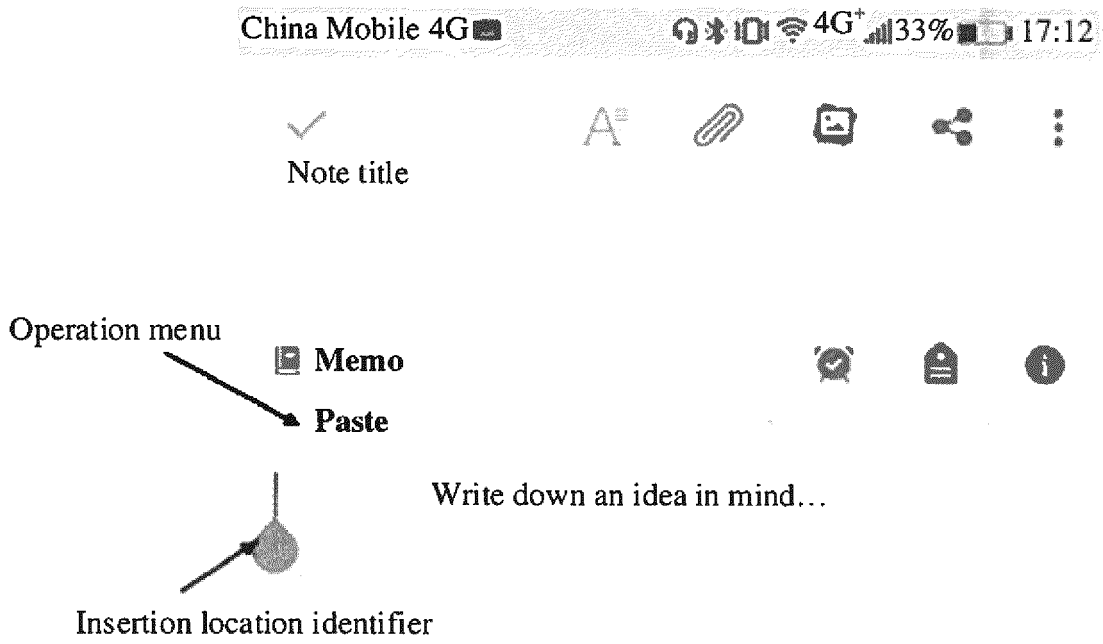 China Mobile 4G 4G+ 33% 17:12
Note title
Operation menu
Memo
Paste
Write down an idea in mind...
Insertion location identifier